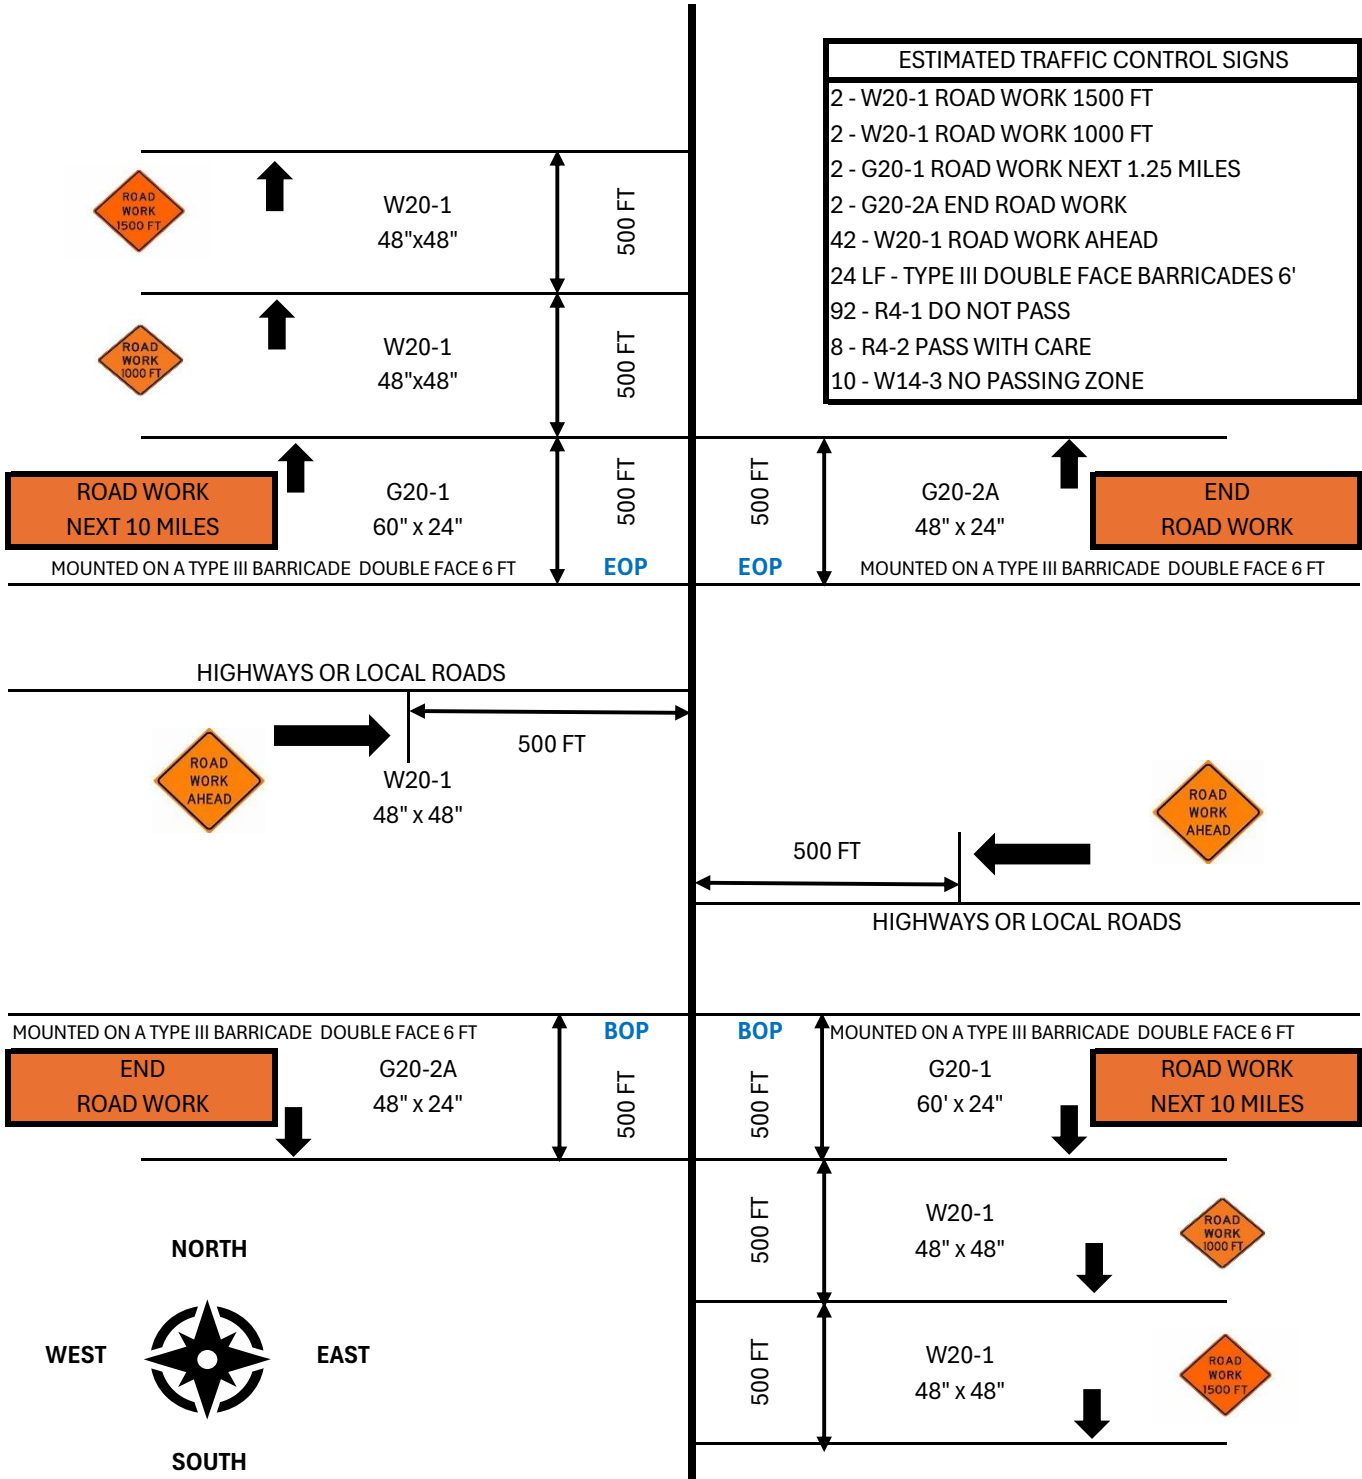 ESTIMATED TRAFFIC CONTROL SIGNS
2 - W20-1 ROAD WORK 1500 FT
2 - W20-1 ROAD WORK 1000 FT
2 - G20-1 ROAD WORK NEXT 1.25 MILES
2 - G20-2A END ROAD WORK
42 - W20-1 ROAD WORK AHEAD
24 LF - TYPE III DOUBLE FACE BARRICADES 6'
92 - R4-1 DO NOT PASS
8 - R4-2 PASS WITH CARE
10 - W14-3 NO PASSING ZONE
ROAD
WORK
1500 FT
W20-1
48"x48"
500 FT
ROAD
WORK
1000 FT
W20-1
48"x48"
500 FT
ROAD WORK
NEXT 10 MILES
G20-1
60" x 24"
500 FT
MOUNTED ON A TYPE III BARRICADE DOUBLE FACE 6 FT
EOP
500 FT
G20-2A
48" x 24"
END
ROAD WORK
EOP
MOUNTED ON A TYPE III BARRICADE DOUBLE FACE 6 FT
HIGHWAYS OR LOCAL ROADS
ROAD
WORK
AHEAD
500 FT
W20-1
48" x 48"
ROAD
WORK
AHEAD
500 FT
HIGHWAYS OR LOCAL ROADS
MOUNTED ON A TYPE III BARRICADE DOUBLE FACE 6 FT
BOP
END
ROAD WORK
G20-2A
48" x 24"
500 FT
BOP
MOUNTED ON A TYPE III BARRICADE DOUBLE FACE 6 FT
500 FT
G20-1
60' x 24"
ROAD WORK
NEXT 10 MILES
500 FT
W20-1
48" x 48"
ROAD
WORK
1000 FT
500 FT
W20-1
48" x 48"
ROAD
WORK
1500 FT
NORTH
WEST
EAST
SOUTH